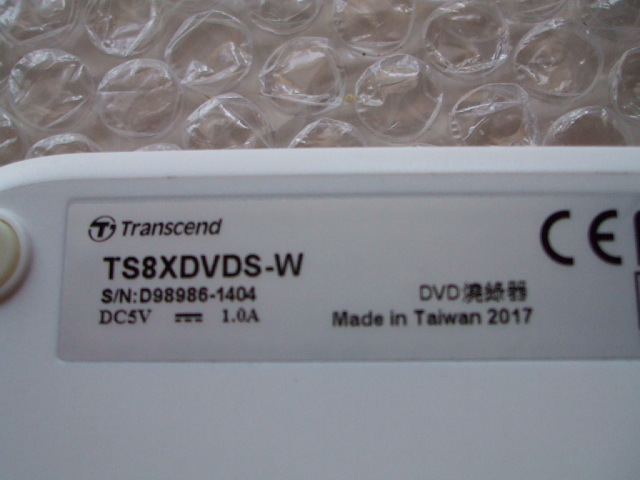 Transcend
TS8XDVDS-W
S/N:D98986-1404
DC5V ⎓ 1.0A
CE
DVD燒錄器
Made in Taiwan 2017